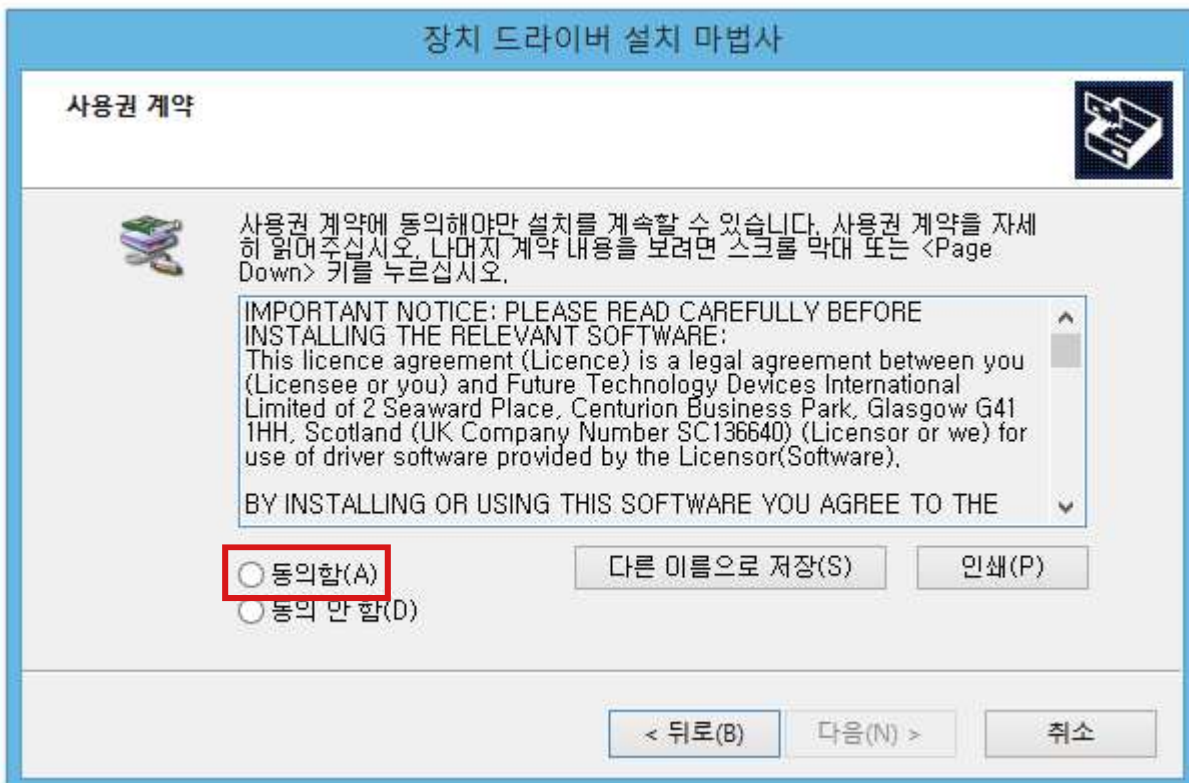 장치 드라이버 설치 마법사
사용권 계약
사용권 계약에 동의해야만 설치를 계속할 수 있습니다. 사용권 계약을 자세
히 읽어주십시오. 나머지 계약 내용을 보려면 스크롤 막대 또는 <Page
Down> 키를 누르십시오.
IMPORTANT NOTICE: PLEASE READ CAREFULLY BEFORE
INSTALLING THE RELEVANT SOFTWARE:
This licence agreement (Licence) is a legal agreement between you
(Licensee or you) and Future Technology Devices International
Limited of 2 Seaward Place, Centurion Business Park, Glasgow G41
1HH, Scotland (UK Company Number SC136640) (Licensor or we) for
use of driver software provided by the Licensor(Software).
BY INSTALLING OR USING THIS SOFTWARE YOU AGREE TO THE
동의함(A)
다른 이름으로 저장(S)
인쇄(P)
동의 안 함(D)
< 뒤로(B)
다음(N) >
취소